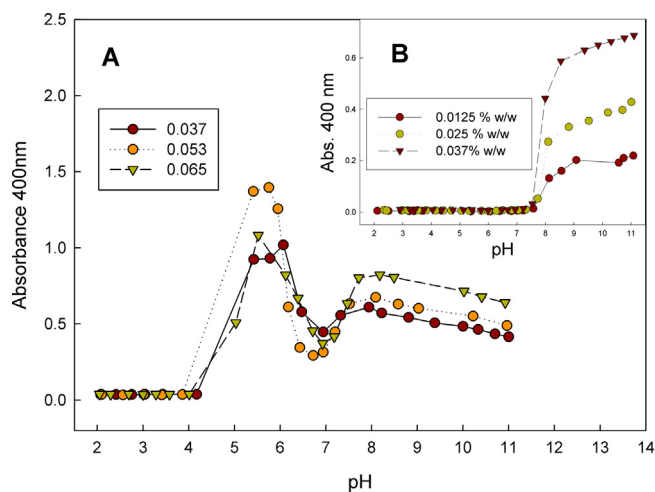 A
B
0.037
0.053
0.065
Absorbance 400nm
2.5
2.0
1.5
1.0
0.5
0.0
2 3 4 5 6 7 8 9 10 11 12 13 14
pH
0.0125 % w/w
0.025 % w/w
0.037% w/w
Abs. 400 nm
0.6
0.4
0.2
0.0
2 3 4 5 6 7 8 9 10 11
pH